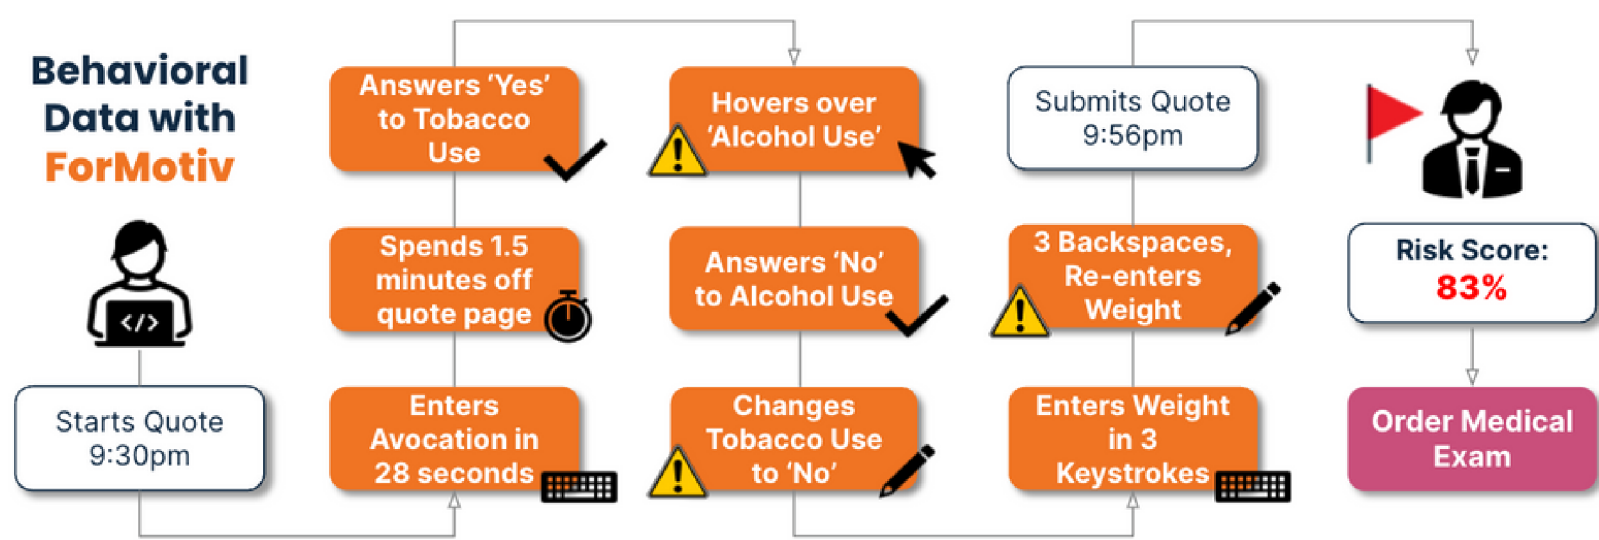 Behavioral
Data with
ForMotiv
</>
Starts Quote
9:30pm
Enters
Avocation in
28 seconds
Spends 1.5
minutes off
quote page
Answers ‘Yes’
to Tobacco
Use
Hovers over
‘Alcohol Use’
Answers ‘No’
to Alcohol Use
Changes
Tobacco Use
to ‘No’
Enters Weight
in 3
Keystrokes
3 Backspaces,
Re-enters
Weight
Submits Quote
9:56pm
Risk Score:
83%
Order Medical
Exam